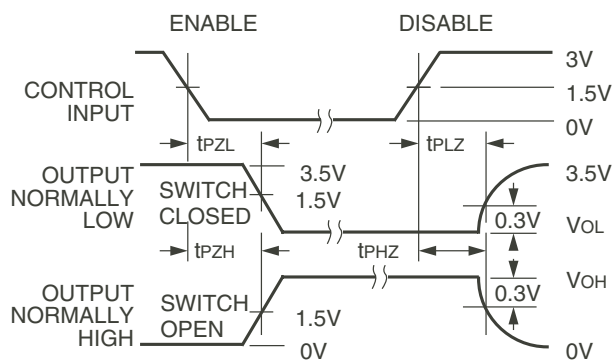 ENABLE DISABLE
3V
CONTROL INPUT 1.5V
0V
tPZL tPLZ
OUTPUT NORMALLY LOW
3.5V 3.5V
SWITCH CLOSED
1.5V
0.3V VOL
tPZH tPHZ
VOH
OUTPUT NORMALLY HIGH
SWITCH OPEN
0.3V
1.5V
0V 0V